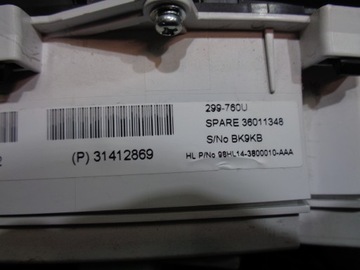 299-760U
SPARE 36011348
S/No BK9KB
(P) 31412869
HL P/No 98HL14-3800010-AAA